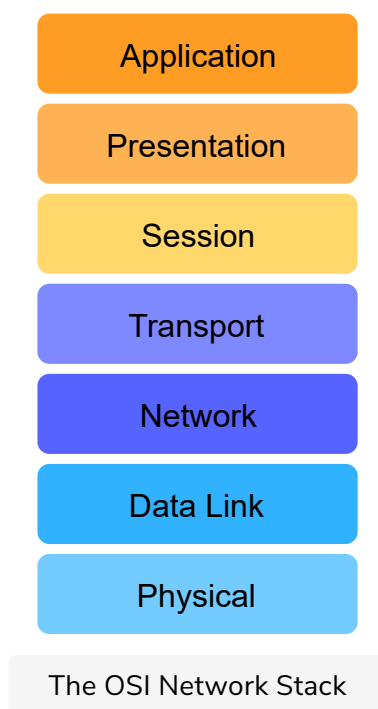 Application
Presentation
Session
Transport
Network
Data Link
Physical
The OSI Network Stack